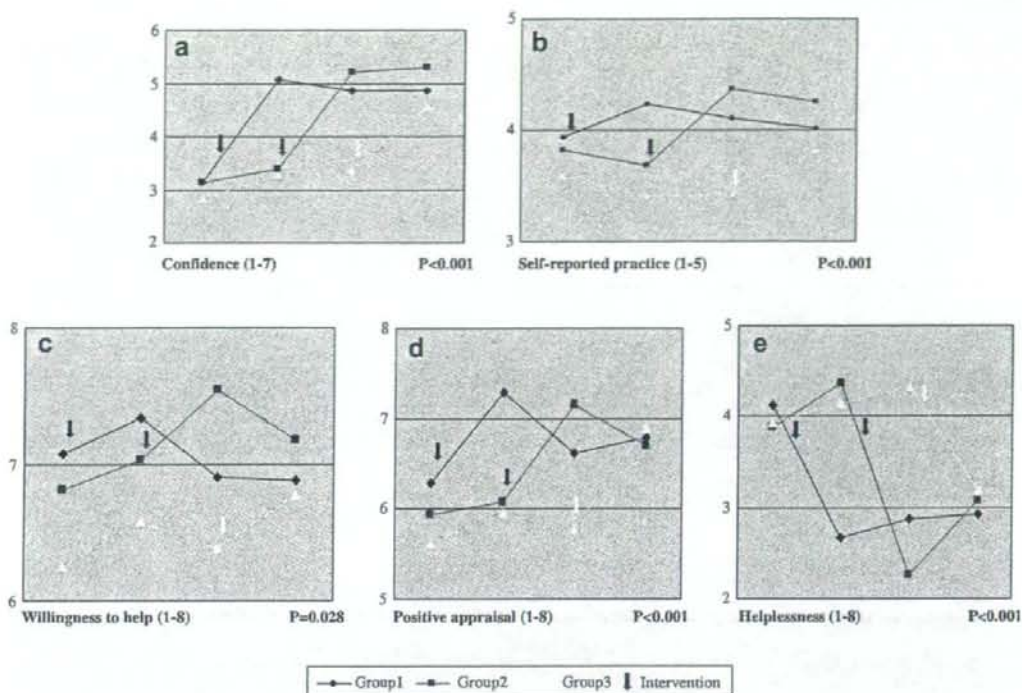 a
6
5
4
3
2
Confidence (1-7) P<0.001
b
5
4
3
Self-reported practice (1-5) P<0.001
c
8
7
6
Willingness to help (1-8) P=0.028
d
8
7
6
5
Positive appraisal (1-8) P<0.001
e
5
4
3
2
Helplessness (1-8) P<0.001
Group1 Group2 Group3 Intervention